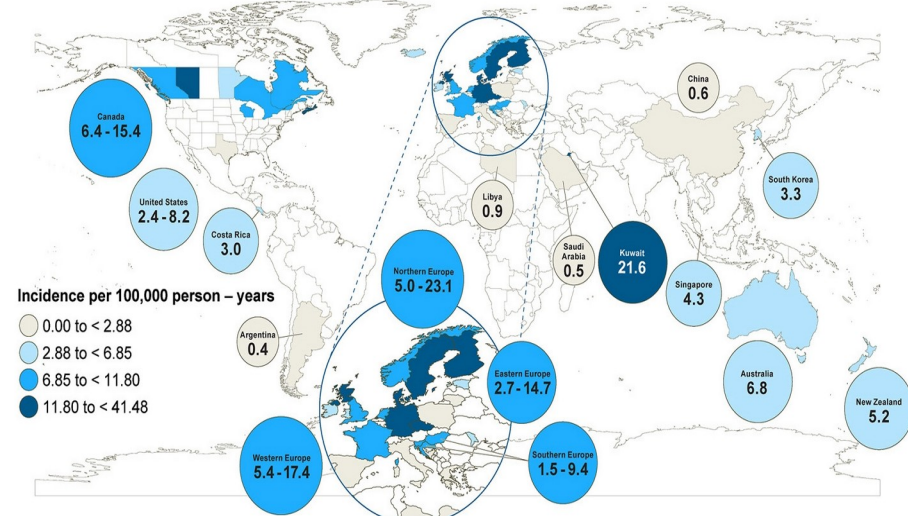 Canada
6.4 - 15.4
United States
2.4 - 8.2
Costa Rica
3.0
China
0.6
South Korea
3.3
Libya
0.9
Saudi
Arabia
0.5
Kuwait
21.6
Singapore
4.3
Northern Europe
5.0 - 23.1
Incidence per 100,000 person – years
0.00 to < 2.88
2.88 to < 6.85
6.85 to < 11.80
11.80 to < 41.48
Argentina
0.4
Eastern Europe
2.7 - 14.7
Australia
6.8
New Zealand
5.2
Western Europe
5.4 - 17.4
Southern Europe
1.5 - 9.4